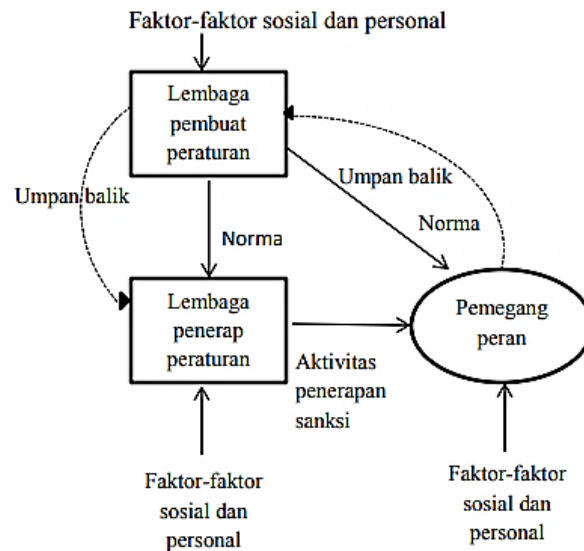 Faktor-faktor sosial dan personal
Lembaga
pembuat
peraturan
Umpan balik
Umpan balik
Norma
Norma
Lembaga
penerap
peraturan
Pemegang
peran
Aktivitas
penerapan
sanksi
Faktor-faktor
sosial dan
personal
Faktor-faktor
sosial dan
personal